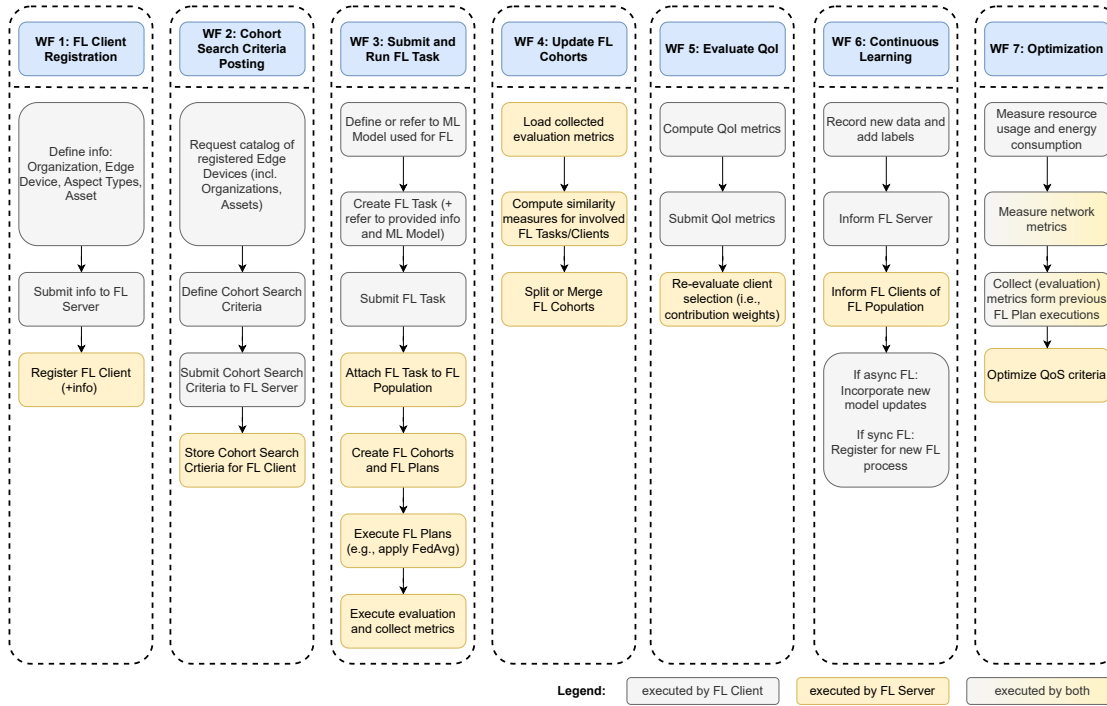 WF 1: FL Client
Registration
Define info:
Organization, Edge
Device, Aspect Types,
Asset
Submit info to FL
Server
Register FL Client
(+info)
WF 2: Cohort
Search Criteria
Posting
Request catalog of
registered Edge
Devices (incl.
Organizations,
Assets)
Define Cohort Search
Criteria
Submit Cohort Search
Criteria to FL Server
Store Cohort Search
Crtieria for FL Client
WF 3: Submit and
Run FL Task
Define or refer to ML
Model used for FL
Create FL Task (+
refer to provided info
and ML Model)
Submit FL Task
Attach FL Task to FL
Population
Create FL Cohorts
and FL Plans
Execute FL Plans
(e.g., apply FedAvg)
Execute evaluation
and collect metrics
WF 4: Update FL
Cohorts
Load collected
evaluation metrics
Compute similarity
measures for involved
FL Tasks/Clients
Split or Merge
FL Cohorts
WF 5: Evaluate QoI
Compute QoI metrics
Submit QoI metrics
Re-evaluate client
selection (i.e.,
contribution weights)
WF 6: Continuous
Learning
Record new data and
add labels
Inform FL Server
Inform FL Clients of
FL Population
If async FL:
Incorporate new
model updates
If sync FL:
Register for new FL
process
WF 7: Optimization
Measure resource
usage and energy
consumption
Measure network
metrics
Collect (evaluation)
metrics form previous
FL Plan executions
Optimize QoS criteria
Legend:
executed by FL Client
executed by FL Server
executed by both